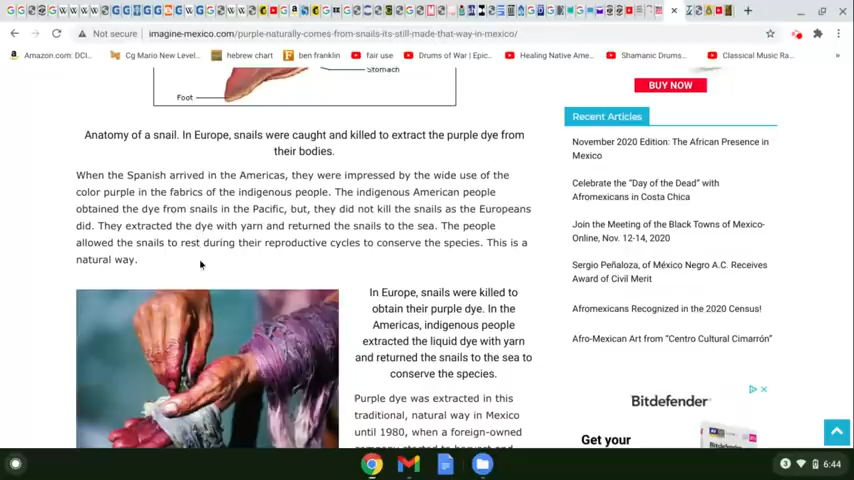 Not secure
imagine-mexico.com/purple-naturally-comes-from-snails-its-still-made-that-way-in-mexico/
Amazon.com: DCI...
Cg Mario New Level...
hebrew chart
ben franklin
fair use
Drums of War | Epic...
Healing Native Ame...
Shamanic Drums...
Classical Music Ra...
Stomach
Foot
Anatomy of a snail. In Europe, snails were caught and killed to extract the purple dye from
their bodies.
When the Spanish arrived in the Americas, they were impressed by the wide use of the
color purple in the fabrics of the indigenous people. The indigenous American people
obtained the dye from snails in the Pacific, but, they did not kill the snails as the Europeans
did. They extracted the dye with yarn and returned the snails to the sea. The people
allowed the snails to rest during their reproductive cycles to conserve the species. This is a
natural way.
In Europe, snails were killed to
obtain their purple dye. In the
Americas, indigenous people
extracted the liquid dye with yarn
and returned the snails to the sea to
conserve the species.
Purple dye was extracted in this
traditional, natural way in Mexico
until 1980, when a foreign-owned
company started to harvest and
BUY NOW
Recent Articles
November 2020 Edition: The African Presence in
Mexico
Celebrate the “Day of the Dead” with
Afromexicans in Costa Chica
Join the Meeting of the Black Towns of Mexico-
Online, Nov. 12-14, 2020
Sergio Peñaloza, of México Negro A.C. Receives
Award of Civil Merit
Afromexicans Recognized in the 2020 Census!
Afro-Mexican Art from “Centro Cultural Cimarrón”
Bitdefender
Get your
3
6:44